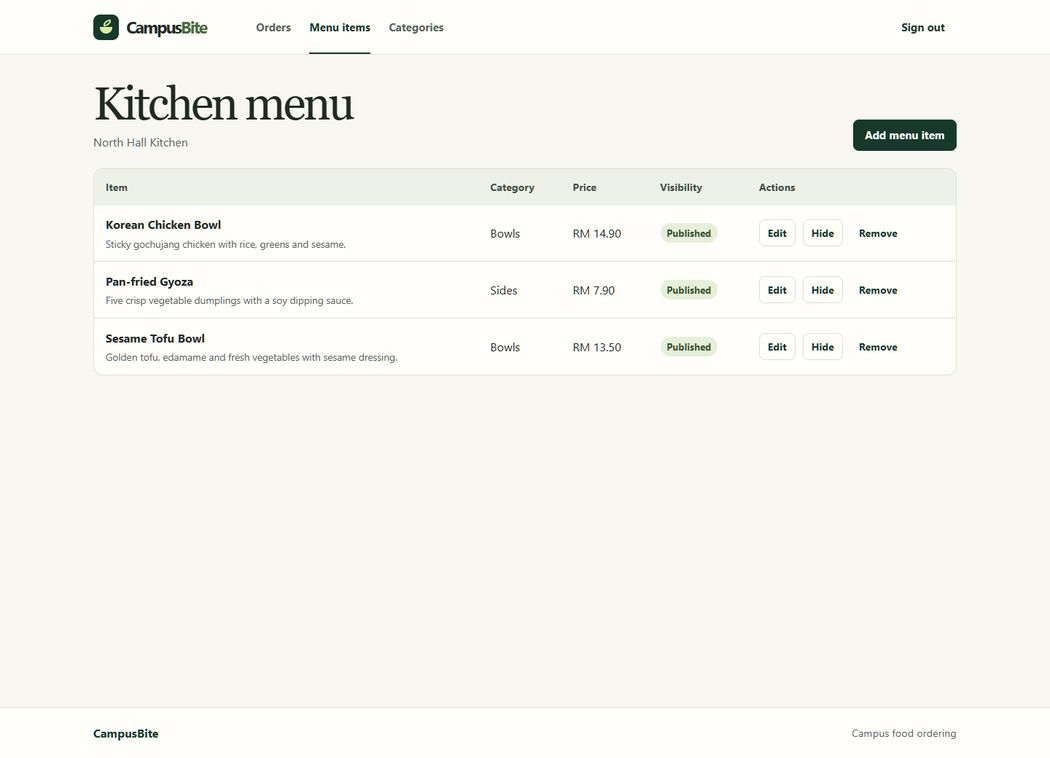 CampusBite Orders Menu items Categories Sign out
Kitchen menu
North Hall Kitchen
Add menu item
Item Category Price Visibility Actions
Korean Chicken Bowl
Sticky gochujang chicken with rice, greens and sesame.
Bowls RM 14.90 Published Edit Hide Remove
Pan-fried Gyoza
Five crisp vegetable dumplings with a soy dipping sauce.
Sides RM 7.90 Published Edit Hide Remove
Sesame Tofu Bowl
Golden tofu, edamame and fresh vegetables with sesame dressing.
Bowls RM 13.50 Published Edit Hide Remove
CampusBite Campus food ordering